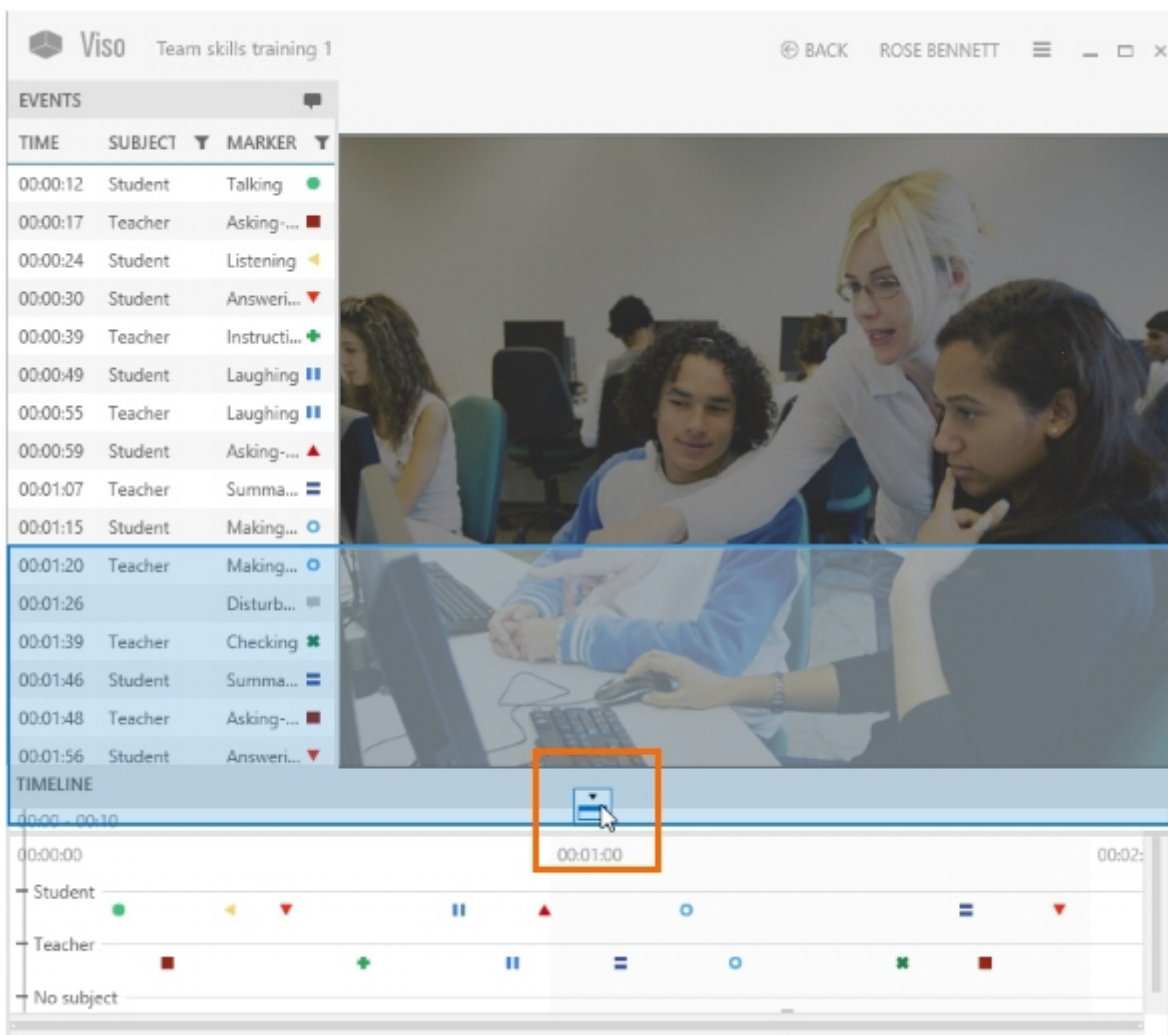 Viso Team skills training 1 BACK ROSE BENNETT
EVENTS
TIME SUBJECT MARKER
00:00:12 Student Talking
00:00:17 Teacher Asking-...
00:00:24 Student Listening
00:00:30 Student Answeri...
00:00:39 Teacher Instructi...
00:00:49 Student Laughing
00:00:55 Teacher Laughing
00:00:59 Student Asking-...
00:01:07 Teacher Summa...
00:01:15 Student Making...
00:01:20 Teacher Making...
00:01:26 Disturb...
00:01:39 Teacher Checking
00:01:46 Student Summa...
00:01:48 Teacher Asking-...
00:01:56 Student Answeri...
TIMELINE
00:00 - 00:10
00:00:00 00:01:00 00:02:
Student
Teacher
No subject